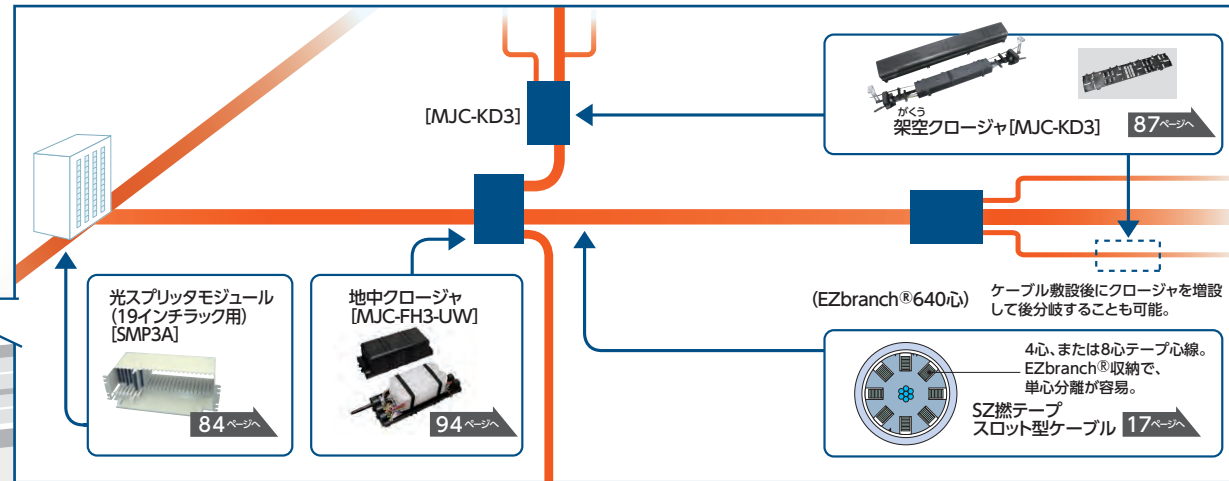 [MJC-KD3]
がくう
架空クロージャ[MJC-KD3]
87ページへ
光スプリッタモジュール
(19インチラック用)
[SMP3A]
84ページへ
地中クロージャ
[MJC-FH3-UW]
94ページへ
(EZbranch®640心)
ケーブル敷設後にクロージャを増設
して後分岐することも可能。
4心、または8心テープ心線。
EZbranch®収納で、
単心分離が容易。
SZ撚テープ
スロット型ケーブル
17ページへ